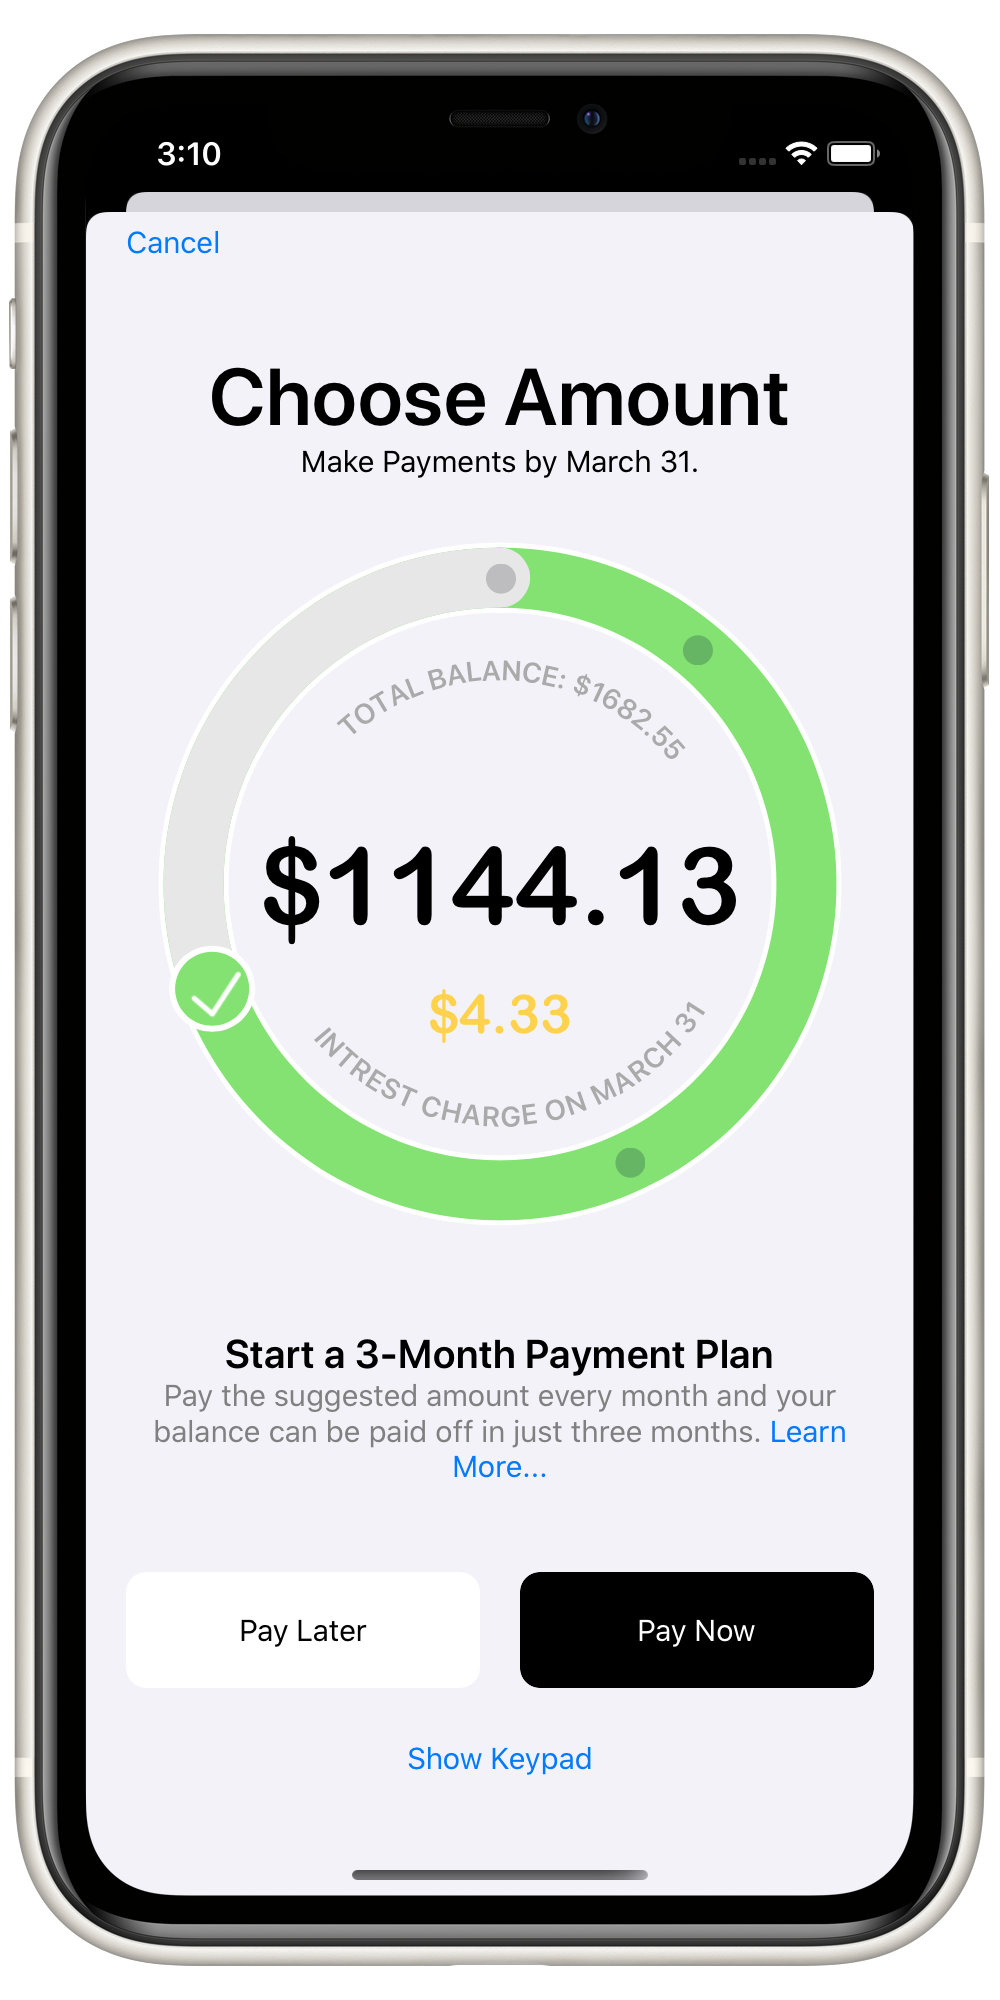 3:10
Cancel
Choose Amount
Make Payments by March 31.
TOTAL BALANCE: $1682.55
$1144.13
$4.33
INTREST CHARGE ON MARCH 31
Start a 3-Month Payment Plan
Pay the suggested amount every month and your
balance can be paid off in just three months. Learn
More...
Pay Later
Pay Now
Show Keypad